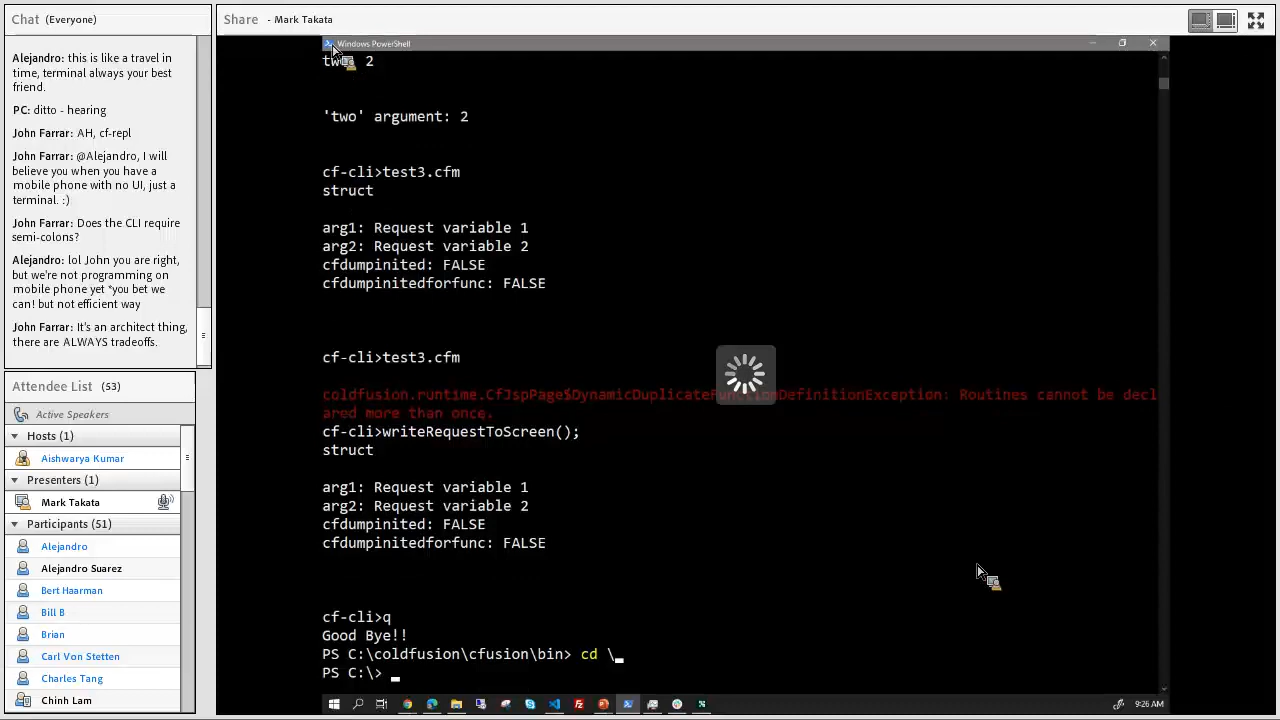 Chat (Everyone)
Alejandro: this is like a travel in
time, terminal always your best
friend.
PC: ditto - hearing
John Farrar: AH, cf-repl
John Farrar: @Alejandro, I will
believe you when you have a
mobile phone with no UI, just a
terminal. :)
John Farrar: Does the CLI require
semi-colons?
Alejandro: lol John you are right,
but we're not programming on
mobile phone yet *you bet we
can! but not efficient way
John Farrar: It's an architect thing,
there are ALWAYS tradeoffs.
Attendee List (53)
Active Speakers
Hosts (1)
Aishwarya Kumar
Presenters (1)
Mark Takata
Participants (51)
Alejandro
Alejandro Suarez
Bert Haarman
Bill B
Brian
Carl Von Stetten
Charles Tang
Chinh Lam
Share - Mark Takata
Windows PowerShell
2
'two' argument: 2
cf-cli>test3.cfm
struct
arg1: Request variable 1
arg2: Request variable 2
cfdumpinited: FALSE
cfdumpinitedforfunc: FALSE
cf-cli>test3.cfm
coldfusion.runtime.CfJspPage$DynamicDuplicateFunctionDefinitionException: Routines cannot be decl
ared more than once.
cf-cli>writeRequestToScreen();
struct
arg1: Request variable 1
arg2: Request variable 2
cfdumpinited: FALSE
cfdumpinitedforfunc: FALSE
cf-cli>q
Good Bye!!
PS C:\coldfusion\cfusion\bin> cd \
PS C:\>
9:26 AM